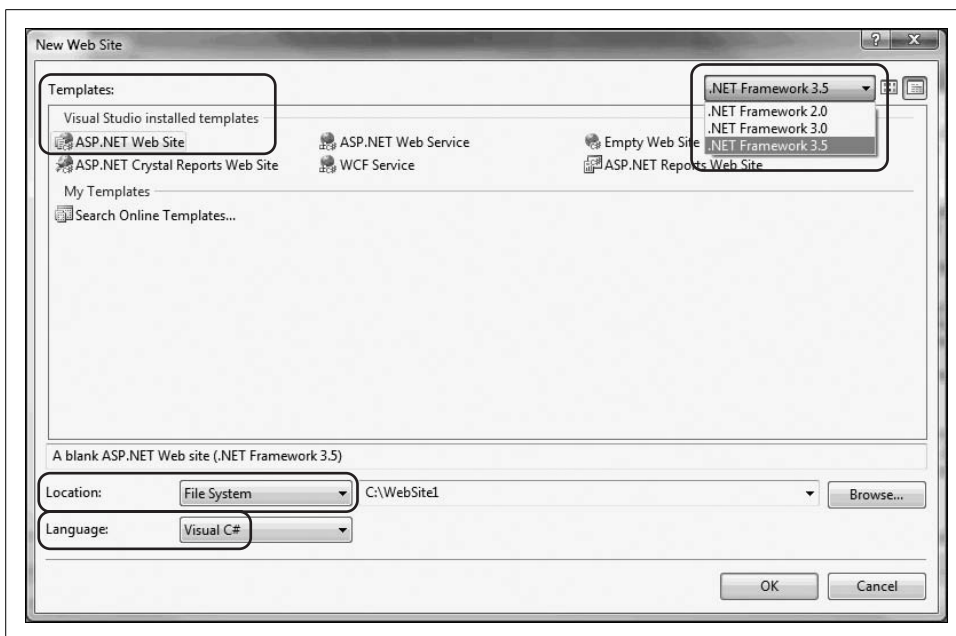 New Web Site
Templates:
.NET Framework 3.5
.NET Framework 2.0
.NET Framework 3.0
.NET Framework 3.5
Visual Studio installed templates
ASP.NET Web Site
ASP.NET Web Service
Empty Web Site
ASP.NET Crystal Reports Web Site
WCF Service
ASP.NET Reports Web Site
My Templates
Search Online Templates...
A blank ASP.NET Web site (.NET Framework 3.5)
Location: File System C:\WebSite1 Browse...
Language: Visual C#
OK Cancel